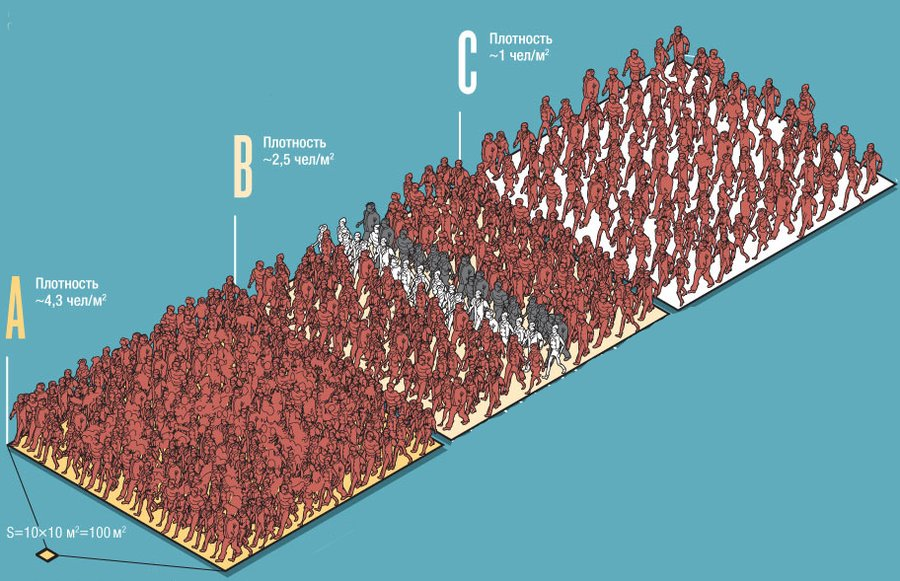 A
Плотность
~4,3 чел/м²
B
Плотность
~2,5 чел/м²
C
Плотность
~1 чел/м²
S=10×10 м²=100 м²